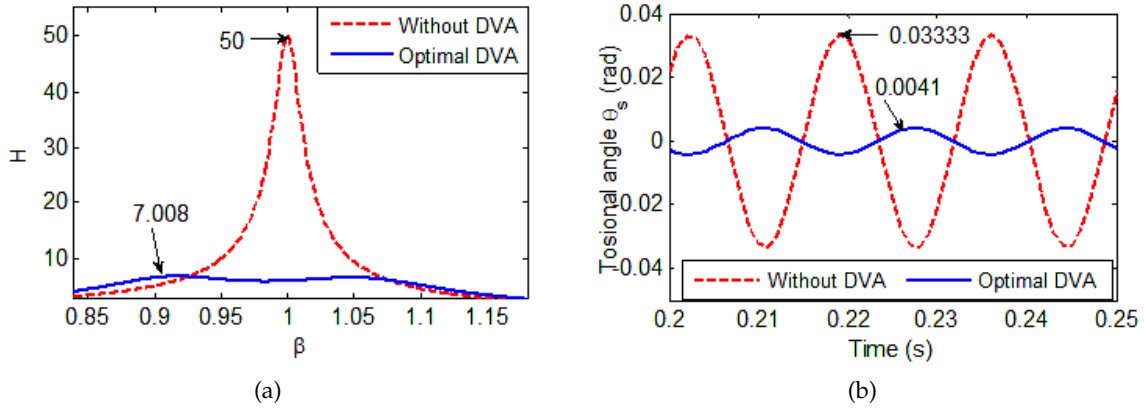 50
40
30
20
10
H
0.85 0.9 0.95 1 1.05 1.1 1.15
β
50
7.008
Without DVA
Optimal DVA
(a)
0.04
0.02
0
-0.02
-0.04
Tosional angle θs (rad)
0.2 0.21 0.22 0.23 0.24 0.25
Time (s)
0.03333
0.0041
Without DVA Optimal DVA
(b)